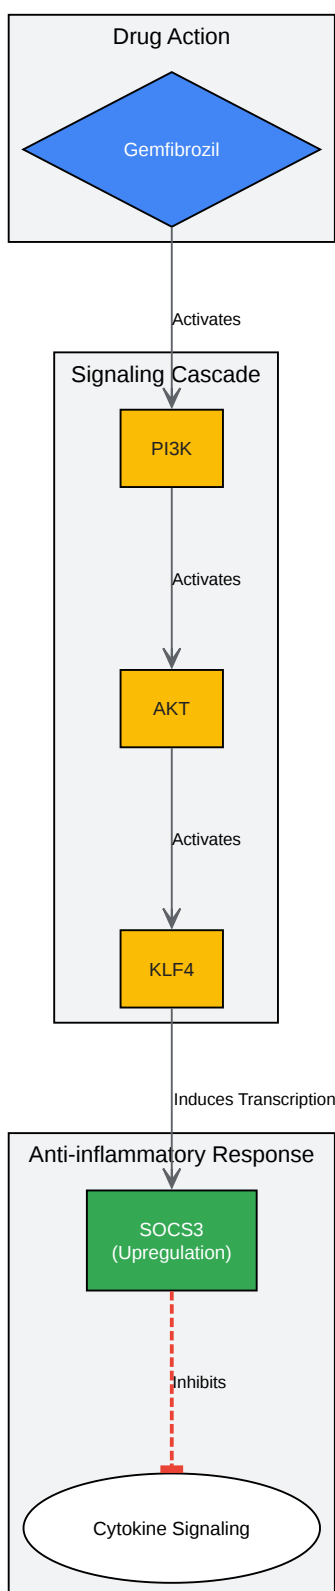 Drug Action
Gemfibrozil
Activates
Signaling Cascade
PI3K
Activates
AKT
Activates
KLF4
Induces Transcription
Anti-inflammatory Response
SOCS3
(Upregulation)
Inhibits
Cytokine Signaling